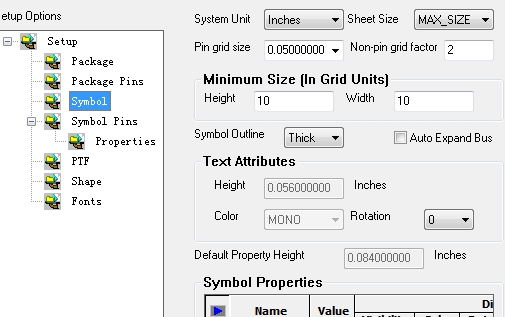 etup Options
Setup
Package
Package Pins
Symbol
Symbol Pins
Properties
PTF
Shape
Fonts
System Unit Inches Sheet Size MAX_SIZE
Pin grid size 0.05000000 Non-pin grid factor 2
Minimum Size (In Grid Units)
Height 10 Width 10
Symbol Outline Thick Auto Expand Bus
Text Attributes
Height 0.056000000 Inches
Color MONO Rotation 0
Default Property Height 0.084000000 Inches
Symbol Properties
Name Value Di